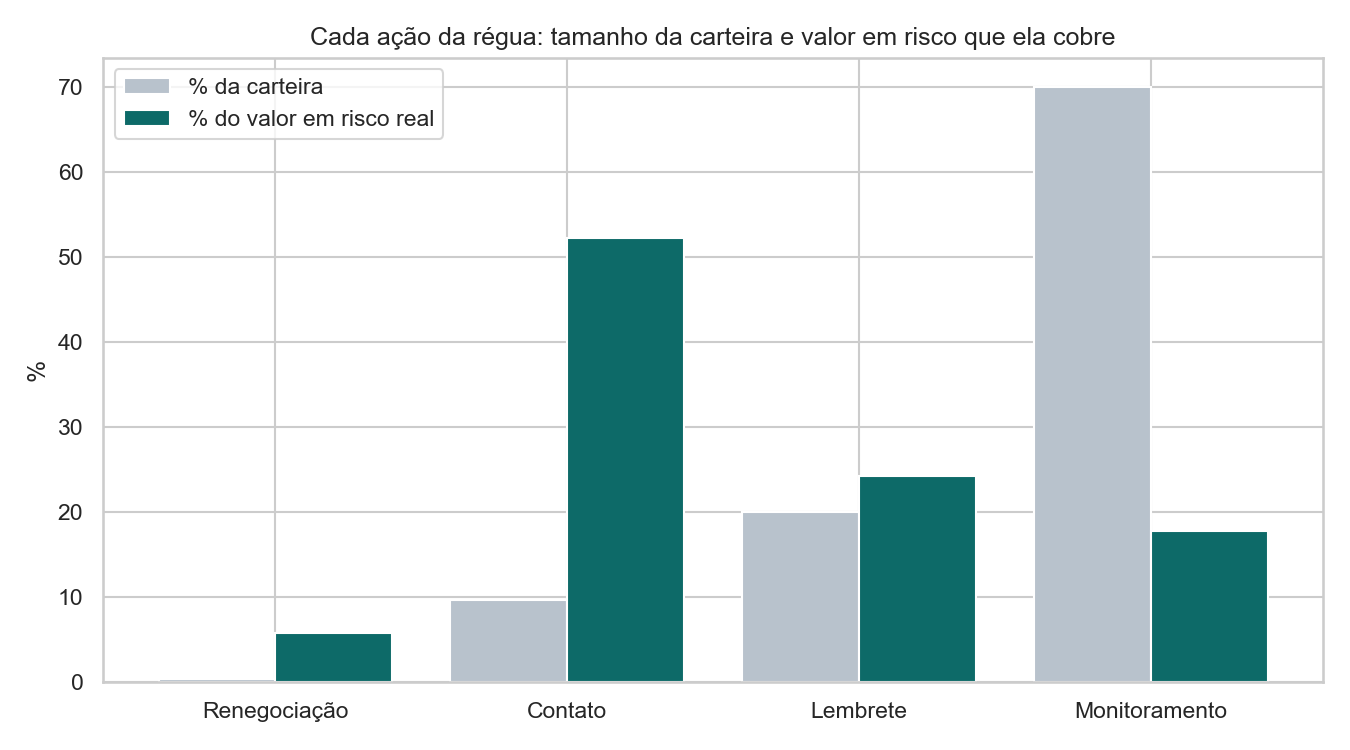 Cada ação da régua: tamanho da carteira e valor em risco que ela cobre
% da carteira
% do valor em risco real
70
60
50
40
30
20
10
0
%
Renegociação
Contato
Lembrete
Monitoramento